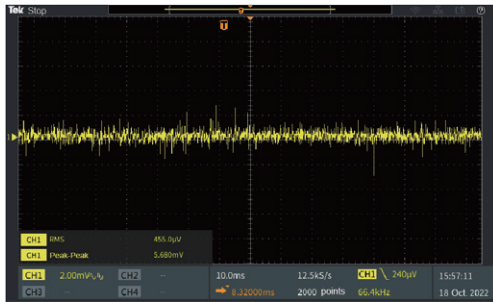 Tek Stop
CH1 RMS 455.0µV
CH1 Peak-Peak 5.680mV
CH1 2.00mV CH2 10.0ms 12.5kS/s CH1 240µV 15:57:11
CH3 CH4 8.32000ms 2000 points 66.4kHz 18 Oct. 2022